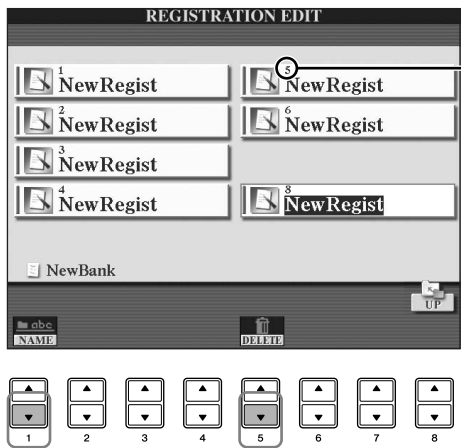 REGISTRATION EDIT
1
NewRegist
2
NewRegist
3
NewRegist
4
NewRegist
5
NewRegist
6
NewRegist
8
NewRegist
NewBank
UP
abc
NAME
DELETE
1 2 3 4 5 6 7 8